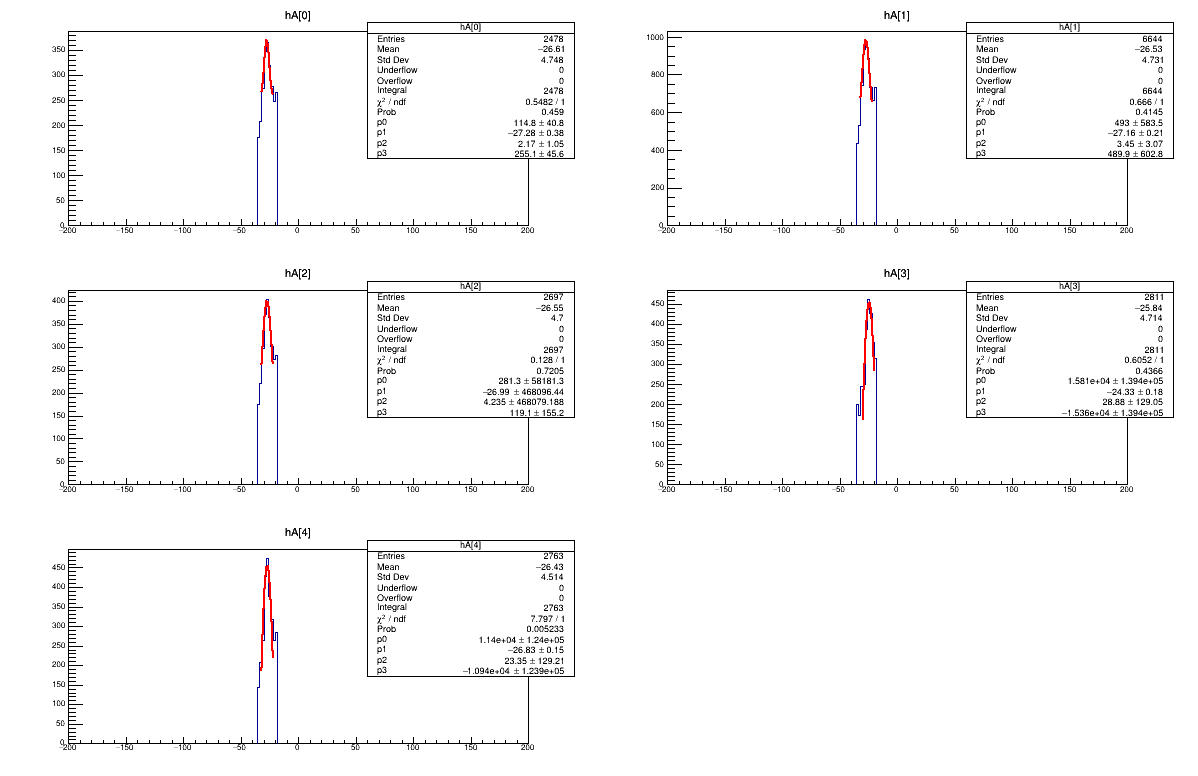 hA[0]
hA[0]
Entries 2478
Mean −26.61
Std Dev 4.748
Underflow 0
Overflow 0
Integral 2478
χ² / ndf 0.5482 / 1
Prob 0.459
p0 114.8 ± 40.8
p1 −27.28 ± 0.38
p2 2.17 ± 1.05
p3 255.1 ± 45.6
350
300
250
200
150
100
50
0
−200 −150 −100 −50 0 50 100 150 200
hA[1]
hA[1]
Entries 6644
Mean −26.53
Std Dev 4.731
Underflow 0
Overflow 0
Integral 6644
χ² / ndf 0.666 / 1
Prob 0.4145
p0 493 ± 583.5
p1 −27.16 ± 0.21
p2 3.45 ± 3.07
p3 489.9 ± 602.8
1000
800
600
400
200
0
−200 −150 −100 −50 0 50 100 150 200
hA[2]
hA[2]
Entries 2697
Mean −26.55
Std Dev 4.7
Underflow 0
Overflow 0
Integral 2697
χ² / ndf 0.128 / 1
Prob 0.7205
p0 281.3 ± 58181.3
p1 −26.99 ± 468096.44
p2 4.235 ± 468079.188
p3 119.1 ± 155.2
400
350
300
250
200
150
100
50
0
−200 −150 −100 −50 0 50 100 150 200
hA[3]
hA[3]
Entries 2811
Mean −25.84
Std Dev 4.714
Underflow 0
Overflow 0
Integral 2811
χ² / ndf 0.6052 / 1
Prob 0.4366
p0 1.581e+04 ± 1.394e+05
p1 −24.33 ± 0.18
p2 28.88 ± 129.05
p3 −1.536e+04 ± 1.394e+05
450
400
350
300
250
200
150
100
50
0
−200 −150 −100 −50 0 50 100 150 200
hA[4]
hA[4]
Entries 2763
Mean −26.43
Std Dev 4.514
Underflow 0
Overflow 0
Integral 2763
χ² / ndf 7.797 / 1
Prob 0.005233
p0 1.14e+04 ± 1.24e+05
p1 −26.83 ± 0.15
p2 23.35 ± 129.21
p3 −1.094e+04 ± 1.239e+05
450
400
350
300
250
200
150
100
50
0
−200 −150 −100 −50 0 50 100 150 200